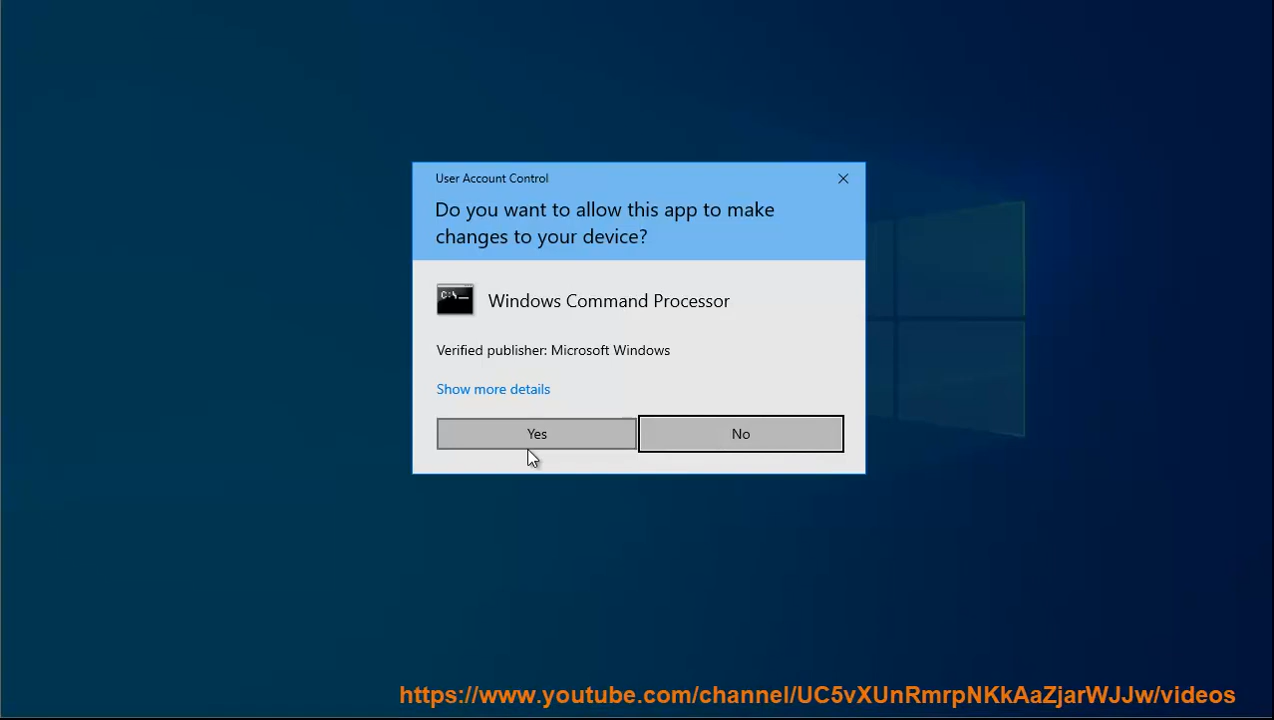 User Account Control
Do you want to allow this app to make
changes to your device?
C:\_
Windows Command Processor
Verified publisher: Microsoft Windows
Show more details
Yes
No
https://www.youtube.com/channel/UC5vXUnRmrpNKkAaZjarWJJw/videos